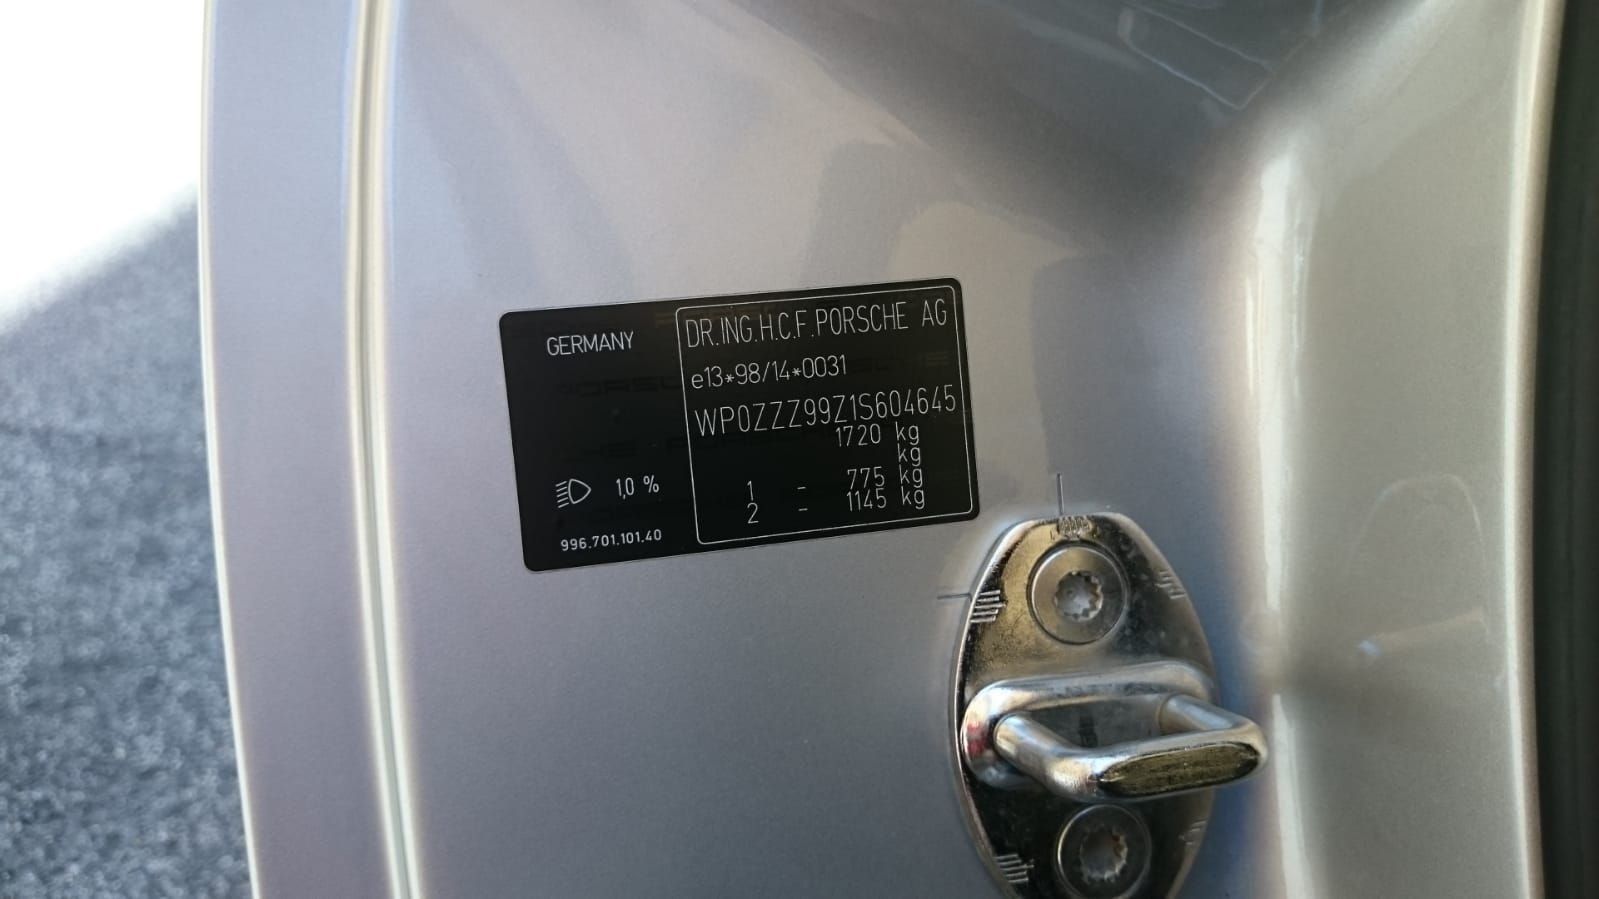 GERMANY
DR.ING.H.C.F.PORSCHE AG
e13*98/14*0031
WP0ZZZ99Z1S604645
1720 kg
kg
1 - 775 kg
2 - 1145 kg
1,0 %
996.701.101.40